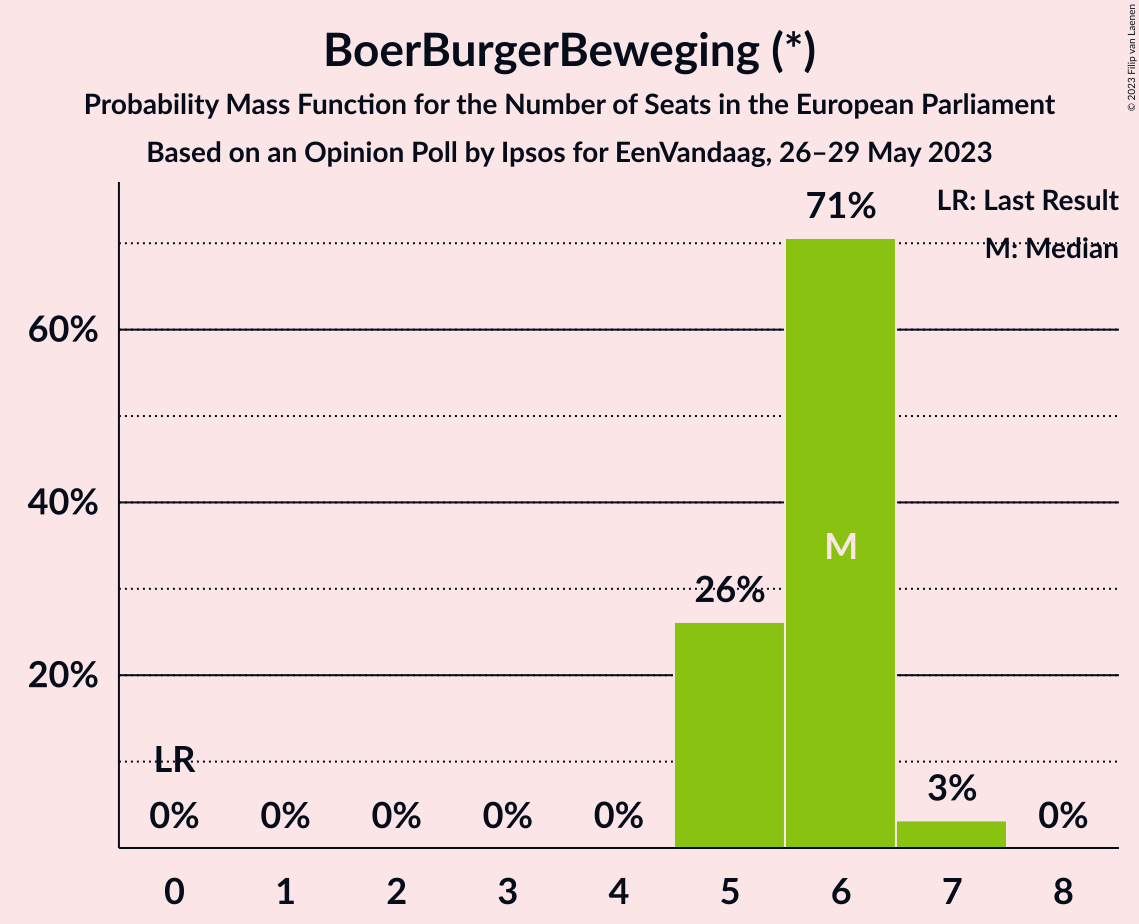 BoerBurgerBeweging (*)
Probability Mass Function for the Number of Seats in the European Parliament
Based on an Opinion Poll by Ipsos for EenVandaag, 26–29 May 2023
© 2023 Filip van Laenen
LR: Last Result
M: Median
71%
60%
40%
M
26%
20%
LR
3%
0% 0% 0% 0% 0% 0%
0 1 2 3 4 5 6 7 8